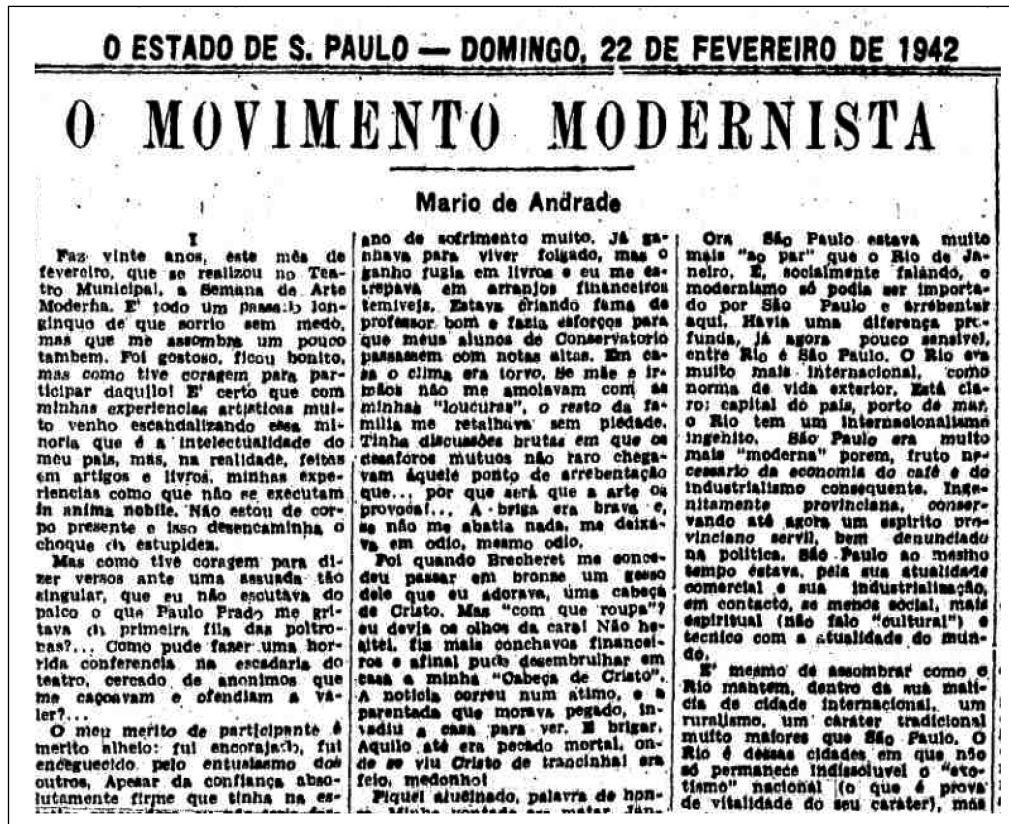 O ESTADO DE S. PAULO — DOMINGO, 22 DE FEVEREIRO DE 1942
O MOVIMENTO MODERNISTA
Mario de Andrade
I
Faz vinte anos, este mês de
fevereiro, que se realizou no Tea-
tro Municipal, a Semana de Arte
Moderna. E' todo um passado lon-
ginquo de que sorrio sem medo,
mas que me assombra um pouco
tambem. Foi gostoso, ficou bonito,
mas como tive coragem para par-
ticipar daquilo! E' certo que com
minhas experiencias artisticas mui-
to venho escandalizando essa mi-
noria que é a intelectualidade do
meu pais, mas, na realidade, feitas
em artigos e livros, minhas expe-
riencias como que não se executam
in anima nobile. Não estou de cor-
po presente e isso desencaminha o
choque da estupidez.
Mas como tive coragem para di-
zer versos ante uma assuada tão
singular, que eu não escutava do
palco o que Paulo Prado me gri-
tava da primeira fila das poltro-
nas?... Como pude fazer uma hor-
rida conferencia na escadaria do
teatro, cercado de anonimos que
me caçoavam e ofendiam a va-
ler?...
O meu merito de participante é
merito alheio: fui encorajado, fui
endeguecido pelo entusiasmo dos
outros, Apesar da confiança abso-
lutamente firme que tinha na es-
ano de sofrimento muito. Já ga-
nhava para viver folgado, mas o
ganho fugia em livros e eu me es-
trepava em arranjos financeiros
temiveis. Estava criando fama de
professor bom e fazia esforços para
que meus alunos de Conservatorio
passassem com notas altas. Em ca-
sa o clima era torvo. Se mãe e ir-
mãos não me amolavam com as
minhas "loucuras", o resto da fa-
milia me retalhava sem piedade.
Tinha discussões brutas em que os
desaforos mutuos não raro chega-
vam áquele ponto de arrebentação
que... por que será que a arte os
provoca!... A briga era brava e,
se não me abatia nada, me deixa-
va em odio, mesmo odio.
Foi quando Brecheret me conce-
deu passar em bronse um gesso
dele que eu adorava, uma cabeça
de Cristo. Mas "com que roupa"?
eu devia os olhos da cara! Não he-
sitei, fiz mais conchavos financei-
ros e afinal pude desembrulhar em
casa a minha "Cabeça de Cristo".
A noticia correu num atimo, e a
parentada que morava pegado, in-
vadiu a casa para ver. E brigar.
Aquilo até era pecado mortal, on-
de se viu Cristo de trancinha! era
feio, medonho!
Fiquei alucinado, palavra de hon-
ra. Minha vontade era matar. Jan-
Ora São Paulo estava muito
mais "ao par" que o Rio de Ja-
neiro. E, socialmente falando, o
modernismo só podia ser importa-
do por São Paulo e arrebentar
aqui. Havia uma diferença pro-
funda, já agora pouco sensivel,
entre Rio e São Paulo. O Rio era
muito mais internacional, como
norma de vida exterior. Está cla-
ro: capital do pais, porto de mar,
o Rio tem um internacionalismo
ingenito. São Paulo era muito
mais "moderna" porem, fruto ne-
cessario da economia do café e do
industrialismo consequente. Inge-
nitamente provinciana, conser-
vando até agora um espirito pro-
vinciano servil, bem denunciado
na politica. São Paulo ao mesmo
tempo estava, pela sua atualidade
comercial e sua industrialização,
em contacto, se menos social, mais
espiritual (não falo "cultural") e
tecnico com a atualidade do mun-
do.
E' mesmo de assombrar como o
Rio mantem, dentro da sua mali-
cia de cidade internacional, um
ruralismo, um caráter tradicional
muito maiores que São Paulo. O
Rio é dessas cidades em que não
só permanece indissoluvel o "exo-
tismo" nacional (o que é prova
de vitalidade do seu caráter), mas